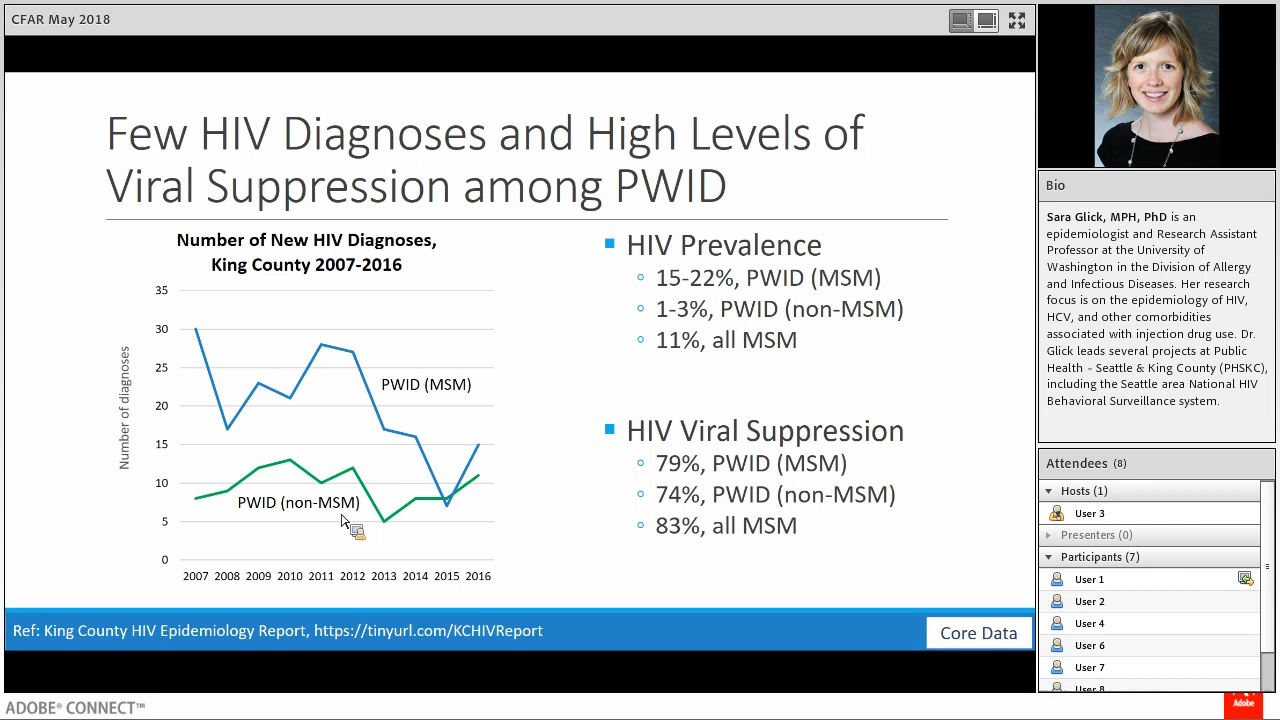 CFAR May 2018
Few HIV Diagnoses and High Levels of
Viral Suppression among PWID
Number of New HIV Diagnoses,
King County 2007-2016
35
30
25
20
15
10
5
0
Number of diagnoses
PWID (MSM)
PWID (non-MSM)
2007 2008 2009 2010 2011 2012 2013 2014 2015 2016
HIV Prevalence
15-22%, PWID (MSM)
1-3%, PWID (non-MSM)
11%, all MSM
HIV Viral Suppression
79%, PWID (MSM)
74%, PWID (non-MSM)
83%, all MSM
Ref: King County HIV Epidemiology Report, https://tinyurl.com/KCHIVReport
Core Data
Bio
Sara Glick, MPH, PhD is an
epidemiologist and Research Assistant
Professor at the University of
Washington in the Division of Allergy
and Infectious Diseases. Her research
focus is on the epidemiology of HIV,
HCV, and other comorbidities
associated with injection drug use. Dr.
Glick leads several projects at Public
Health – Seattle & King County (PHSKC),
including the Seattle area National HIV
Behavioral Surveillance system.
Attendees (8)
Hosts (1)
User 3
Presenters (0)
Participants (7)
User 1
User 2
User 4
User 6
User 7
User 8
ADOBE® CONNECT™
Adobe